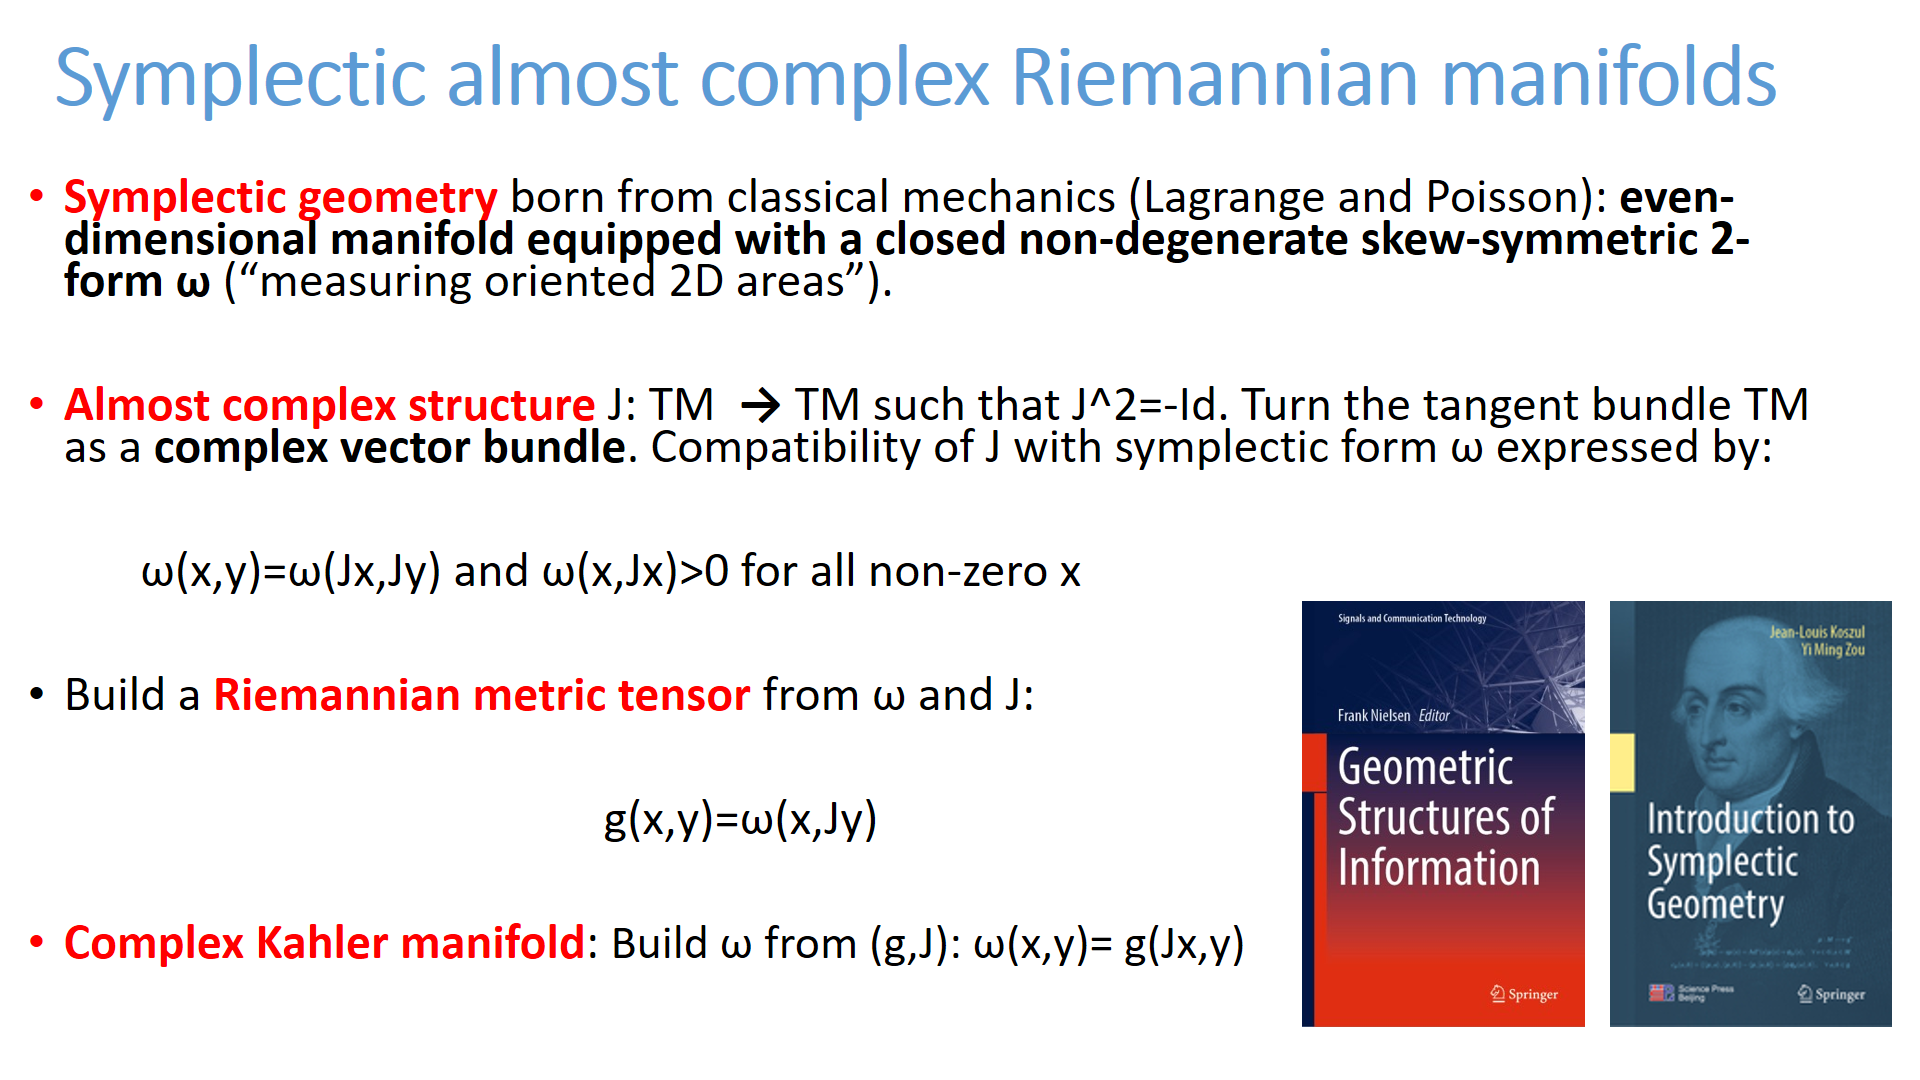 Symplectic almost complex Riemannian manifolds
• Symplectic geometry born from classical mechanics (Lagrange and Poisson): even-
dimensional manifold equipped with a closed non-degenerate skew-symmetric 2-
form ω (“measuring oriented 2D areas”).
• Almost complex structure J: TM → TM such that J^2=-Id. Turn the tangent bundle TM
as a complex vector bundle. Compatibility of J with symplectic form ω expressed by:
ω(x,y)=ω(Jx,Jy) and ω(x,Jx)>0 for all non-zero x
• Build a Riemannian metric tensor from ω and J:
g(x,y)=ω(x,Jy)
• Complex Kahler manifold: Build ω from (g,J): ω(x,y)= g(Jx,y)
Signals and Communication Technology
Frank Nielsen Editor
Geometric
Structures of
Information
Springer
Jean-Louis Koszul
Yi Ming Zou
Introduction to
Symplectic
Geometry
Science Press
Beijing
Springer